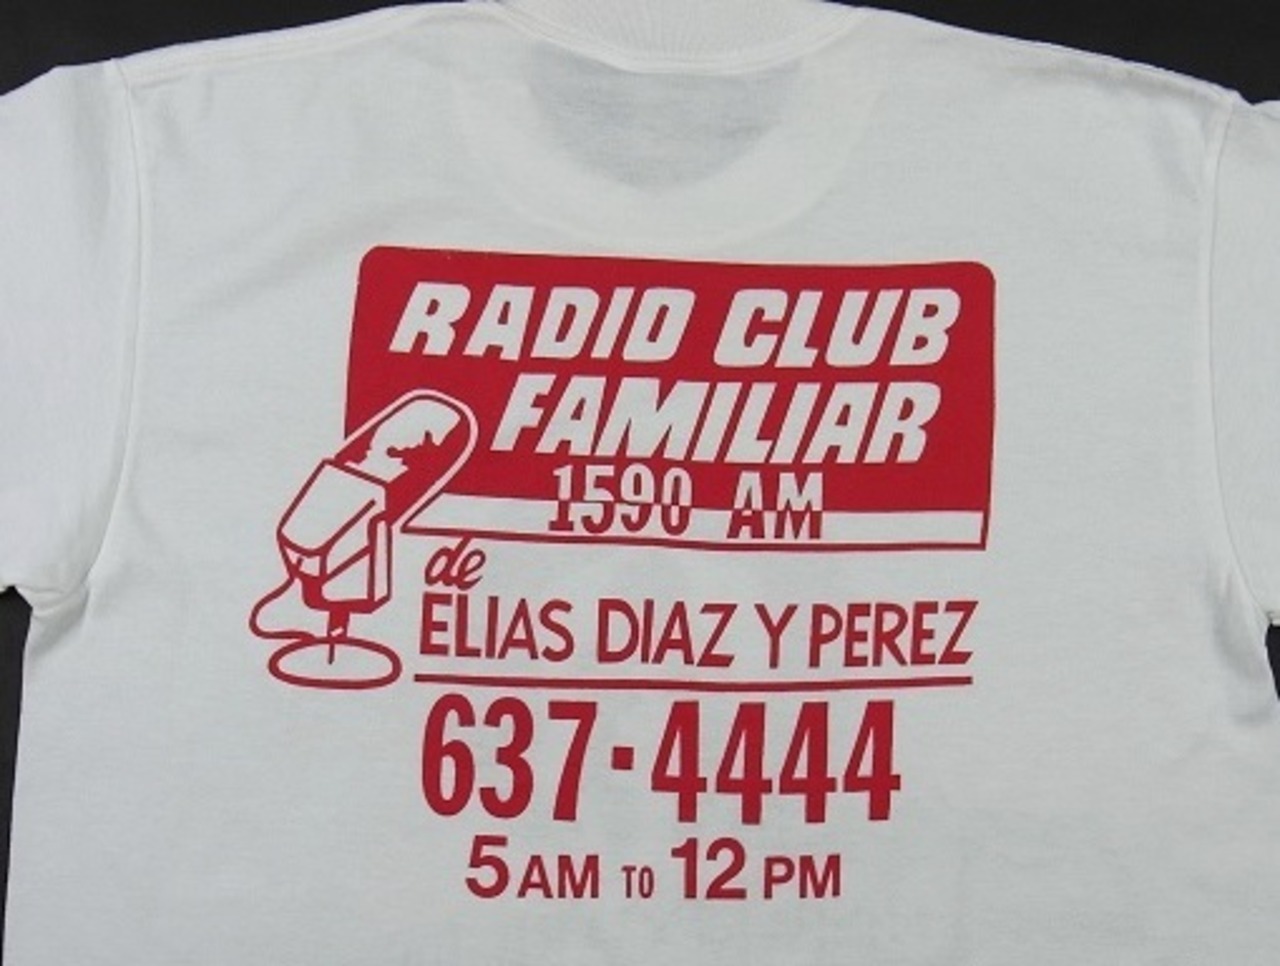 RADIO CLUB
FAMILIAR
1590 AM
de
ELIAS DIAZ Y PEREZ
637·4444
5 AM TO 12 PM